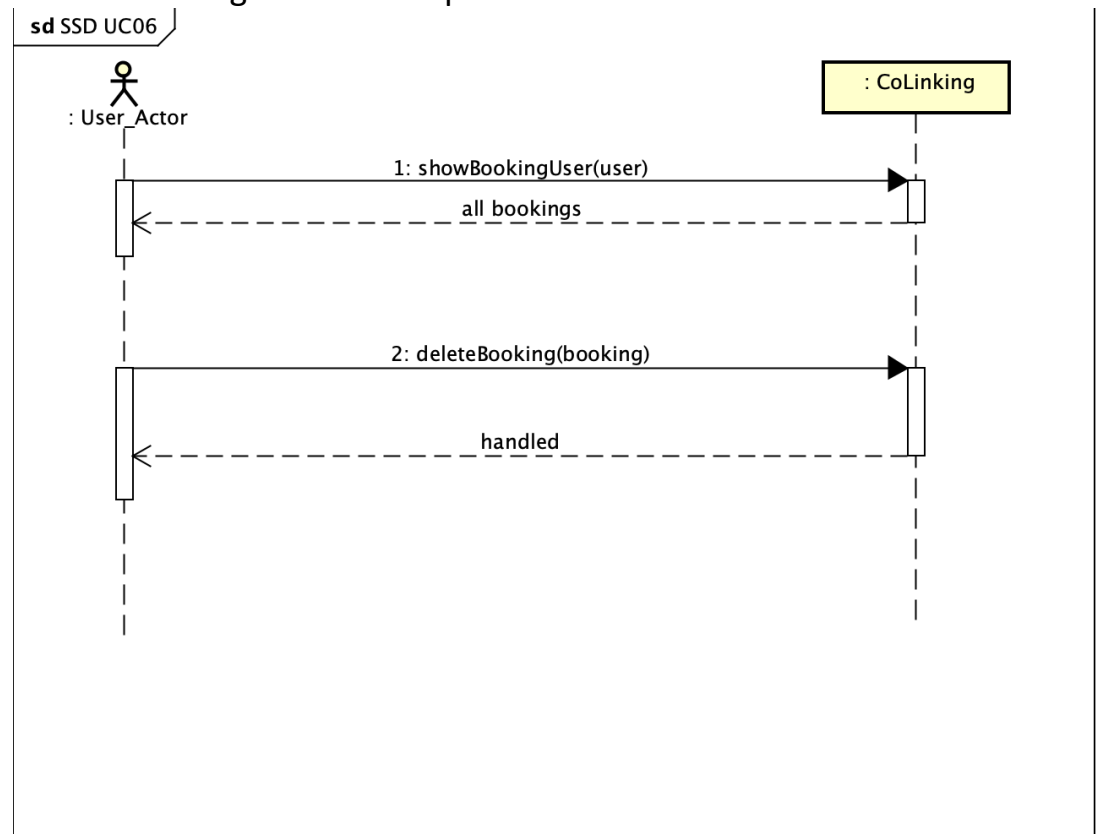 sd SSD UC06
: User_Actor
: CoLinking
1: showBookingUser(user)
all bookings
2: deleteBooking(booking)
handled